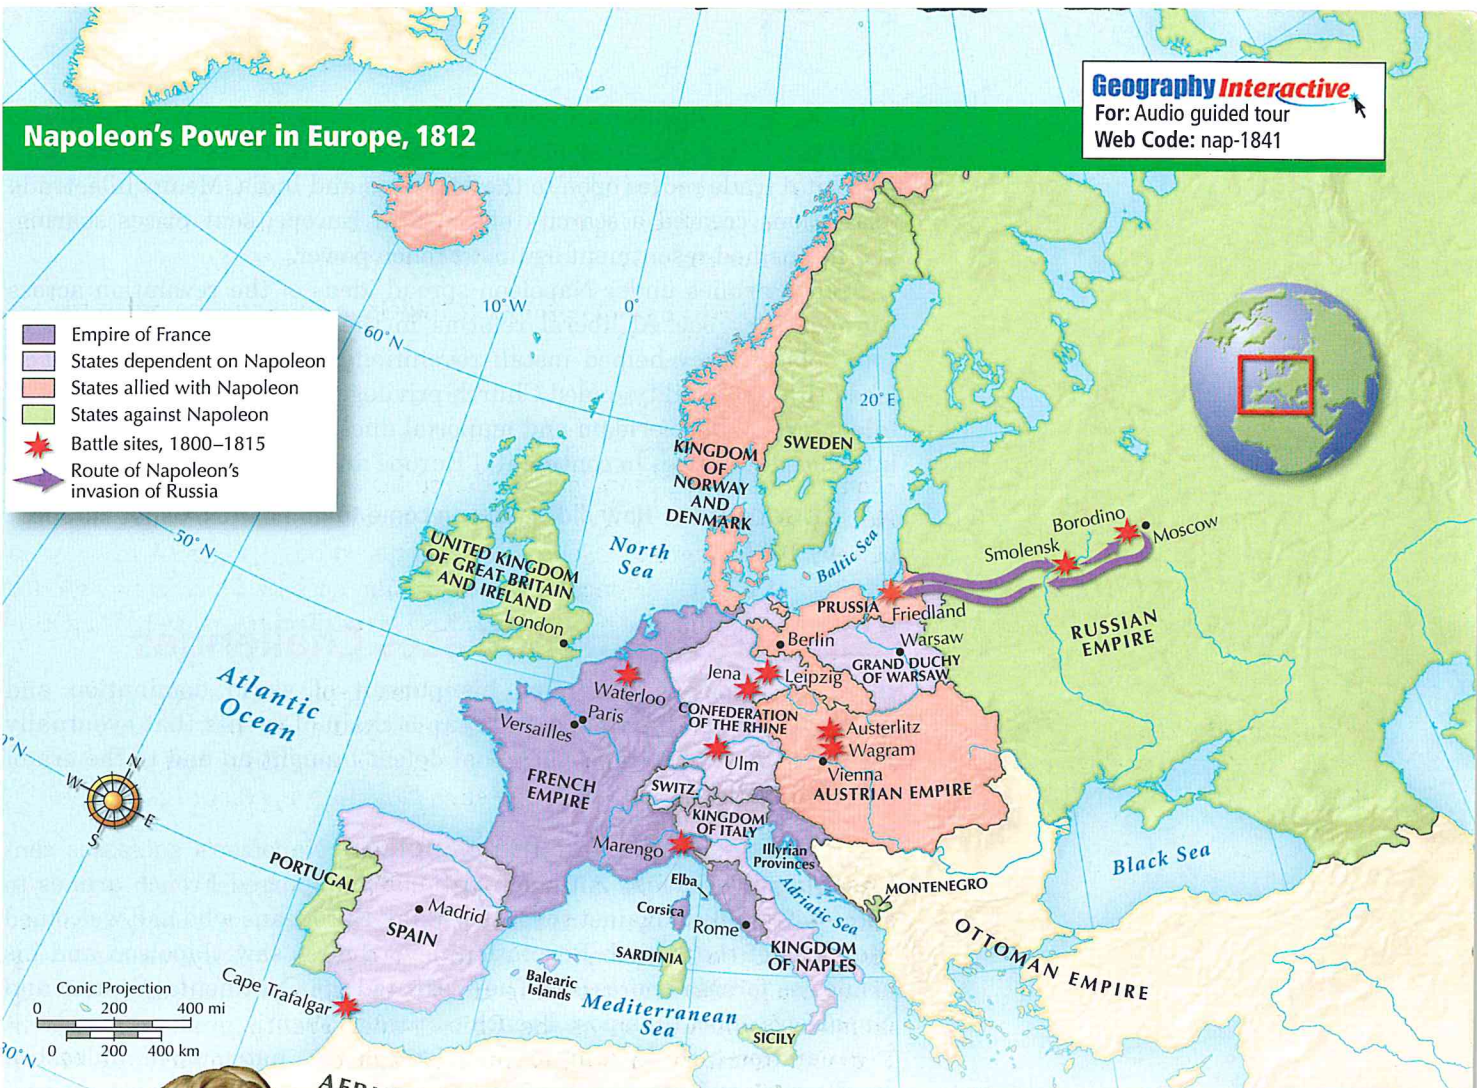 Geography Interactive
For: Audio guided tour
Web Code: nap-1841
Napoleon's Power in Europe, 1812
10°W
0°
60°N
20°E
50°N
Empire of France
States dependent on Napoleon
States allied with Napoleon
States against Napoleon
Battle sites, 1800–1815
Route of Napoleon's
invasion of Russia
SWEDEN
KINGDOM
OF
NORWAY
AND
DENMARK
North
Sea
Baltic Sea
UNITED KINGDOM
OF GREAT BRITAIN
AND IRELAND
London
Borodino
Moscow
Smolensk
RUSSIAN
EMPIRE
PRUSSIA
Friedland
Berlin
Warsaw
GRAND DUCHY
OF WARSAW
Jena
Leipzig
Waterloo
Versailles
Paris
CONFEDERATION
OF THE RHINE
Austerlitz
Wagram
Ulm
Vienna
AUSTRIAN EMPIRE
Atlantic
Ocean
FRENCH
EMPIRE
SWITZ.
KINGDOM
OF ITALY
Marengo
Illyrian
Provinces
N
W
E
S
PORTUGAL
Madrid
SPAIN
Elba
Corsica
Rome
Adriatic Sea
MONTENEGRO
Black Sea
OTTOMAN EMPIRE
SARDINIA
KINGDOM
OF NAPLES
Balearic
Islands
Mediterranean
Sea
SICILY
Cape Trafalgar
Conic Projection
0 200 400 mi
0 200 400 km